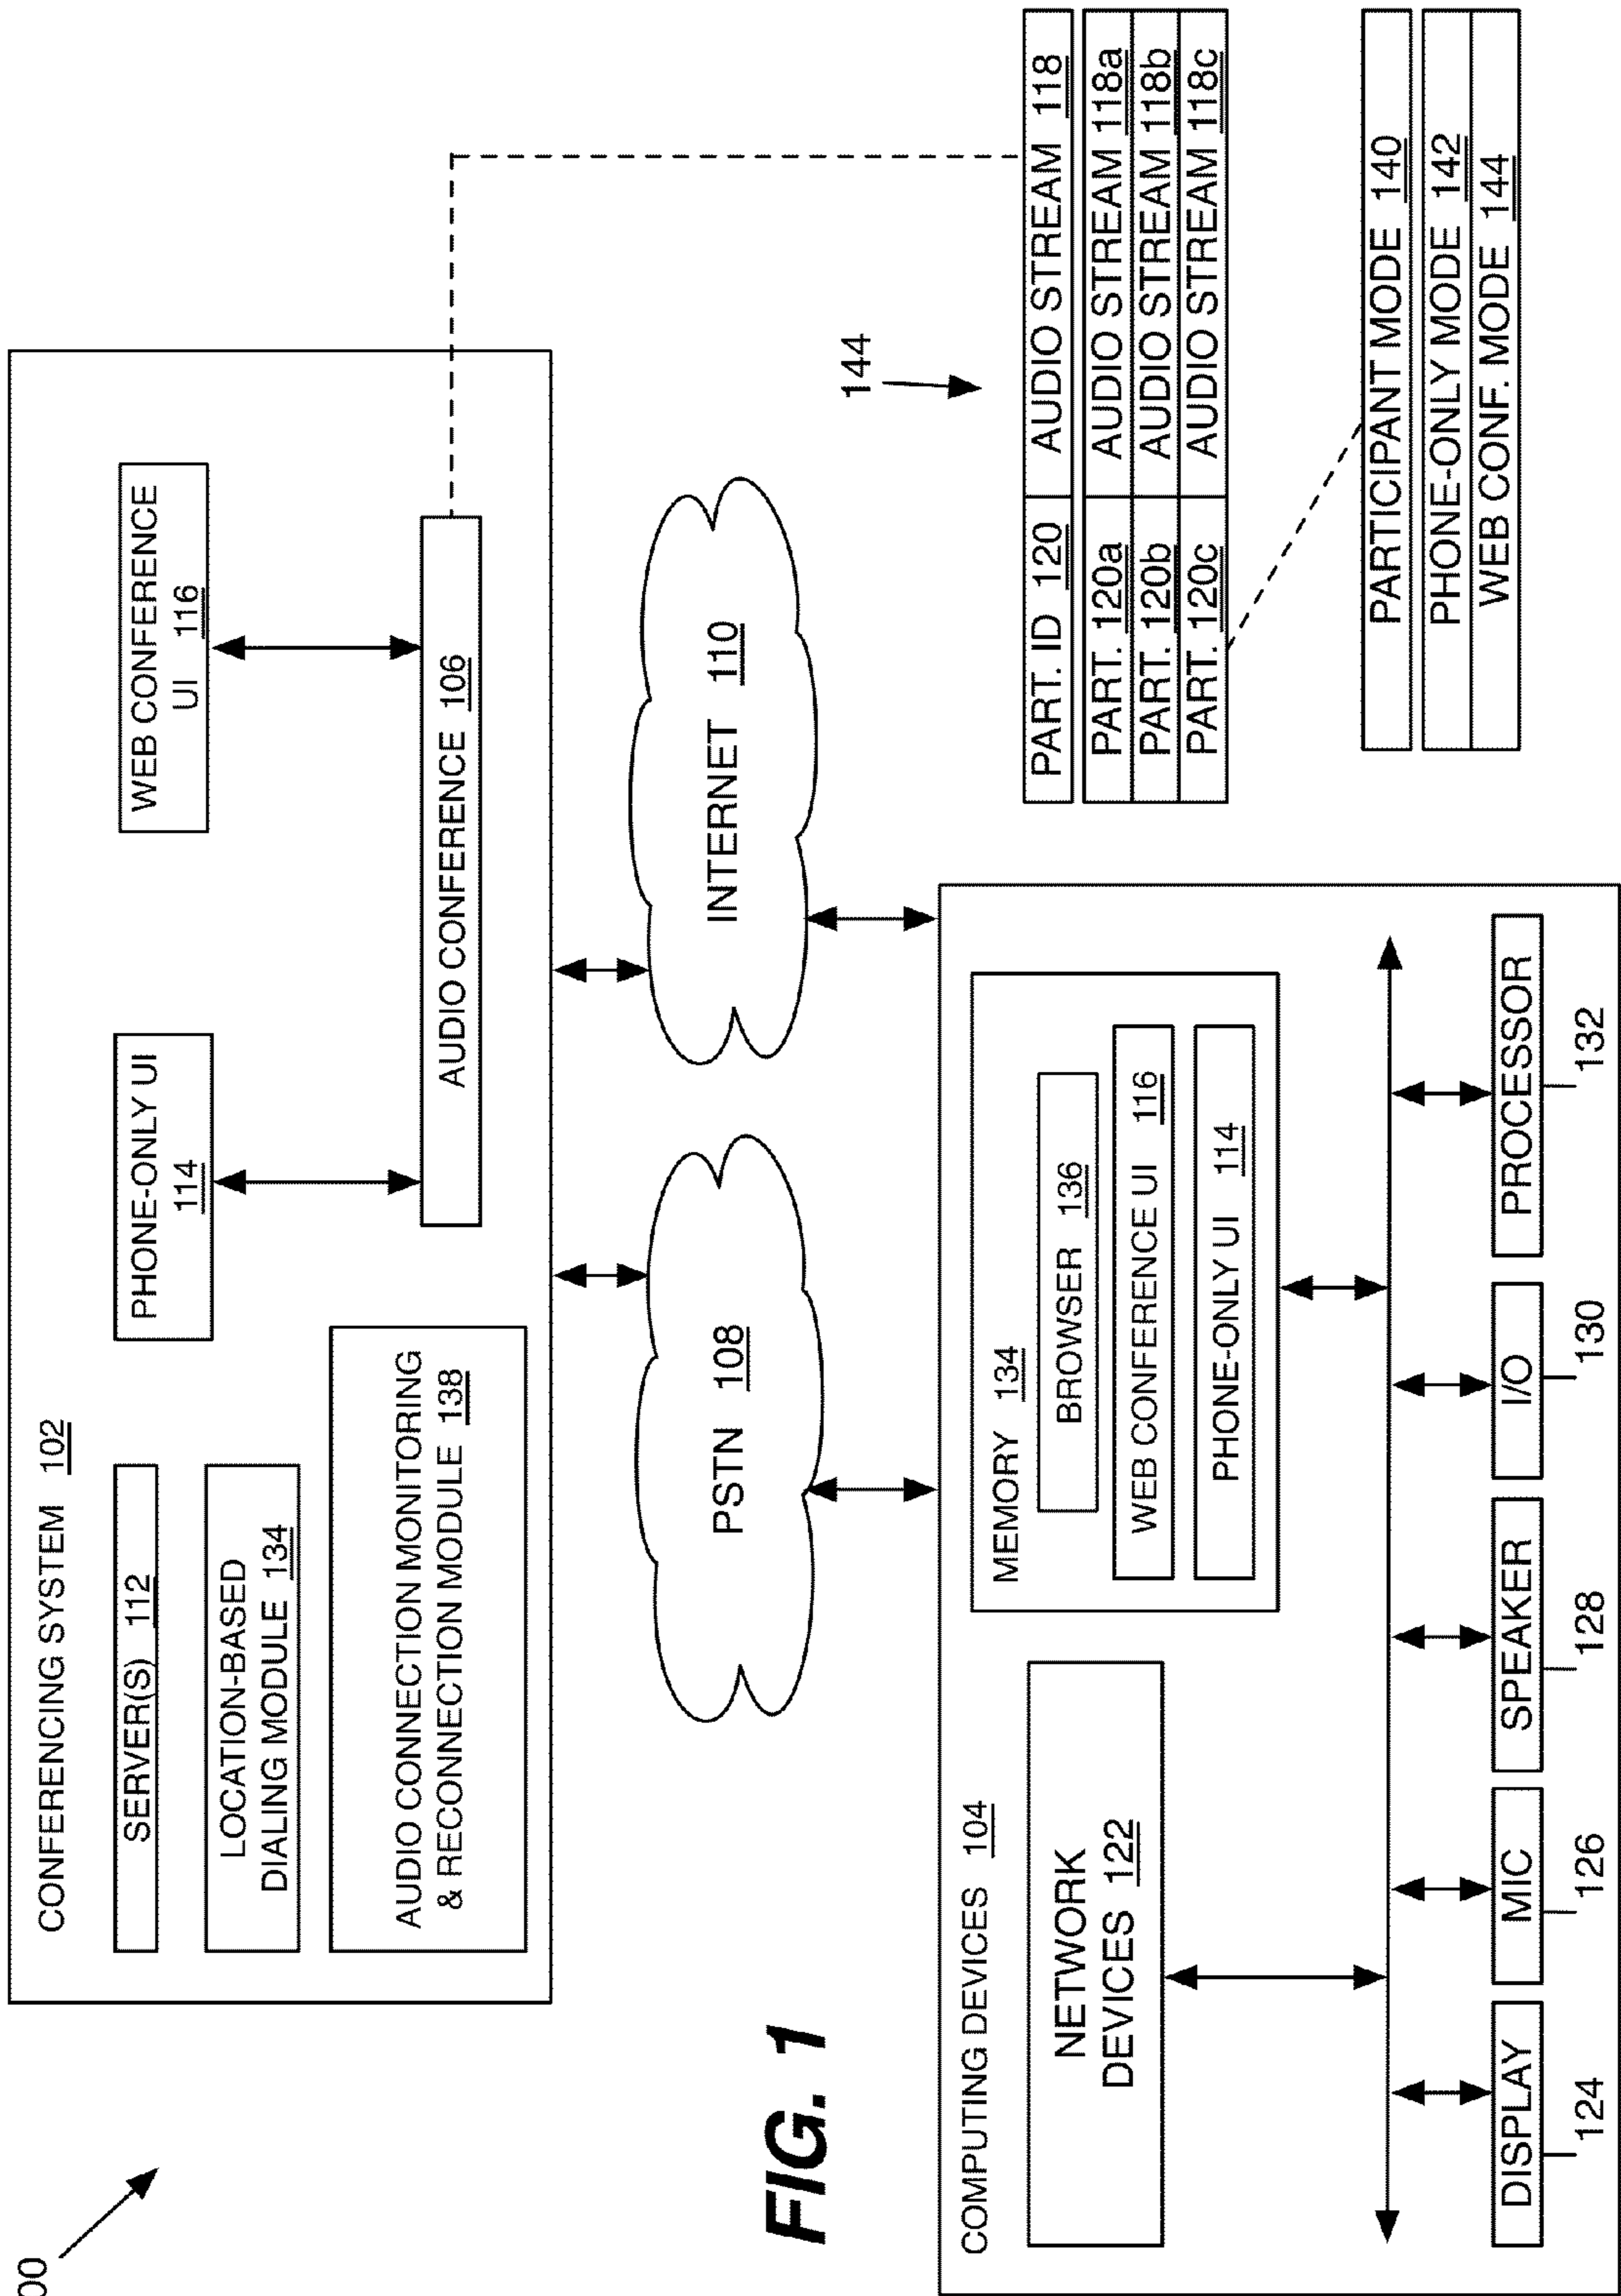 00
CONFERENCING SYSTEM 102
SERVER(S) 112
LOCATION-BASED
DIALING MODULE 134
AUDIO CONNECTION MONITORING
& RECONNECTION MODULE 138
PHONE-ONLY UI
114
WEB CONFERENCE
UI 116
AUDIO CONFERENCE 106
PSTN 108
INTERNET 110
FIG. 1
COMPUTING DEVICES 104
NETWORK
DEVICES 122
MEMORY 134
BROWSER 136
WEB CONFERENCE UI 116
PHONE-ONLY UI 114
DISPLAY
MIC
SPEAKER
I/O
PROCESSOR
124
126
128
130
132
144
PART. ID 120 AUDIO STREAM 118
PART. 120a AUDIO STREAM 118a
PART. 120b AUDIO STREAM 118b
PART. 120c AUDIO STREAM 118c
PARTICIPANT MODE 140
PHONE-ONLY MODE 142
WEB CONF. MODE 144